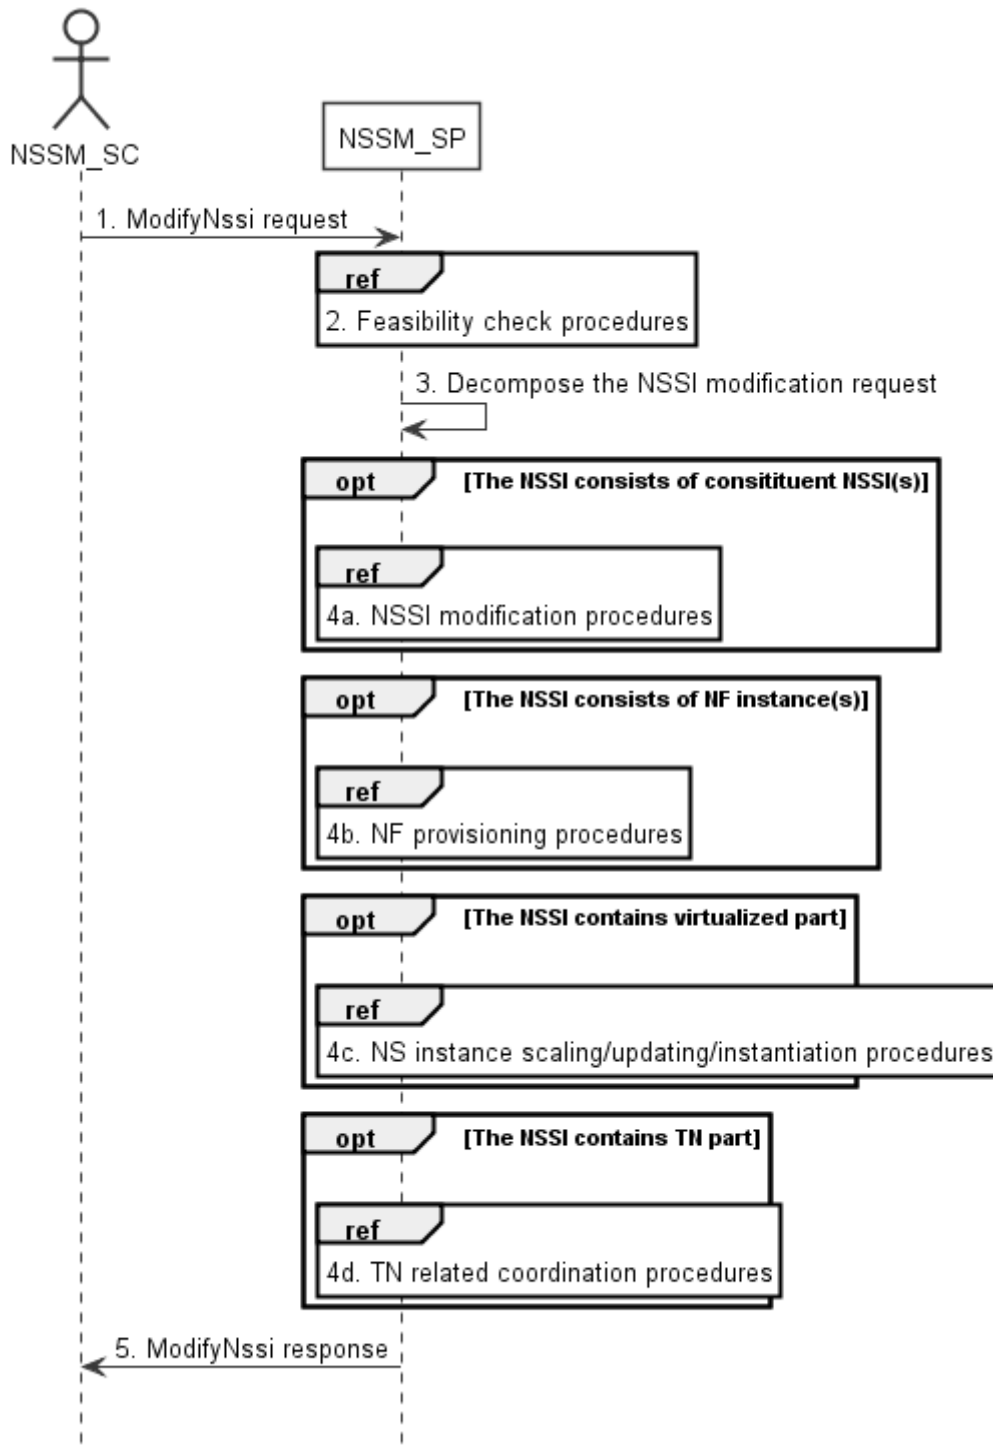 NSSM_SC
NSSM_SP
1. ModifyNssi request
ref
2. Feasibility check procedures
3. Decompose the NSSI modification request
opt [The NSSI consists of consitituent NSSI(s)]
ref
4a. NSSI modification procedures
opt [The NSSI consists of NF instance(s)]
ref
4b. NF provisioning procedures
opt [The NSSI contains virtualized part]
ref
4c. NS instance scaling/updating/instantiation procedures
opt [The NSSI contains TN part]
ref
4d. TN related coordination procedures
5. ModifyNssi response